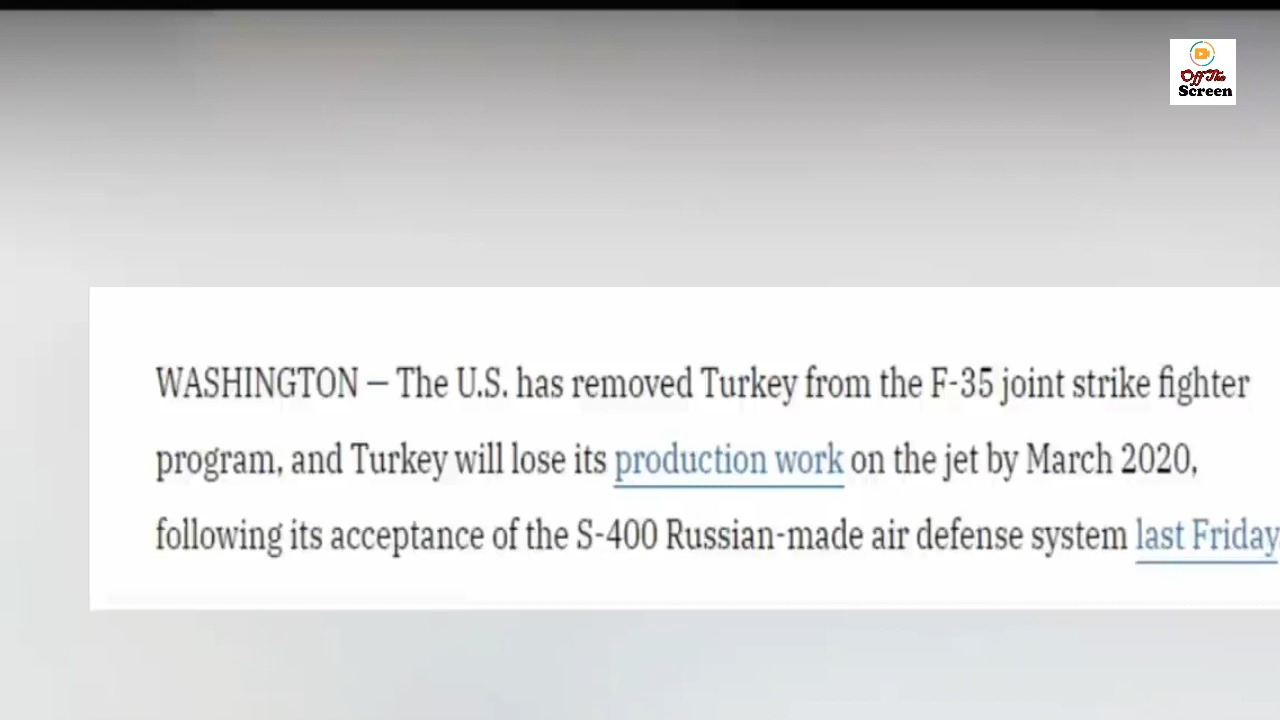 Off The
Screen
WASHINGTON – The U.S. has removed Turkey from the F-35 joint strike fighter
program, and Turkey will lose its production work on the jet by March 2020,
following its acceptance of the S-400 Russian-made air defense system last Friday